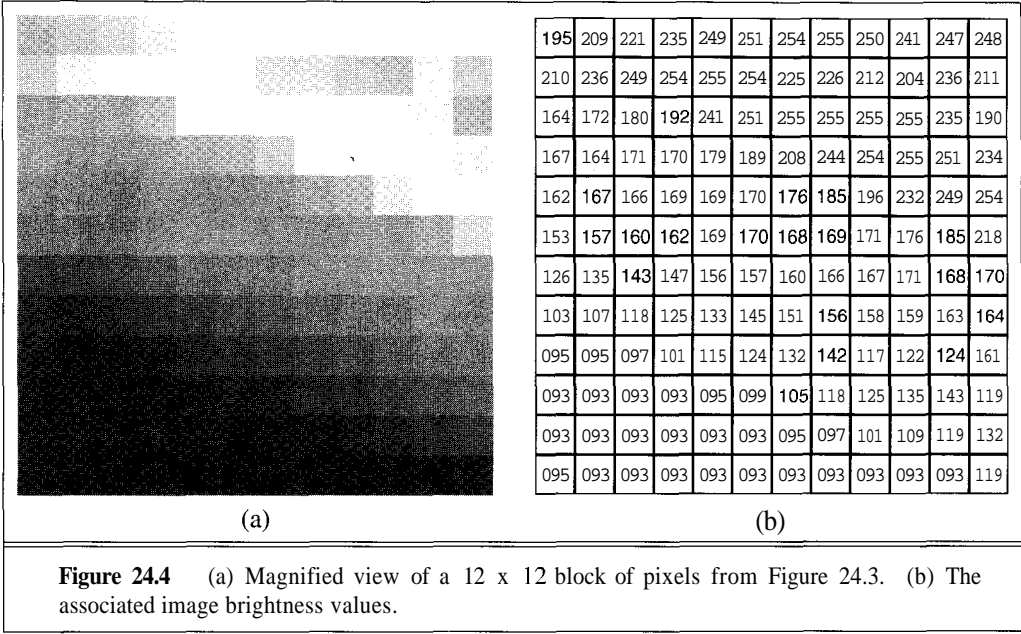 195 209 221 235 249 251 254 255 250 241 247 248
210 236 249 254 255 254 225 226 212 204 236 211
164 172 180 192 241 251 255 255 255 255 235 190
167 164 171 170 179 189 208 244 254 255 251 234
162 167 166 169 169 170 176 185 196 232 249 254
153 157 160 162 169 170 168 169 171 176 185 218
126 135 143 147 156 157 160 166 167 171 168 170
103 107 118 125 133 145 151 156 158 159 163 164
095 095 097 101 115 124 132 142 117 122 124 161
093 093 093 093 095 099 105 118 125 135 143 119
093 093 093 093 093 093 095 097 101 109 119 132
095 093 093 093 093 093 093 093 093 093 093 119
(a) (b)
Figure 24.4 (a) Magnified view of a 12 x 12 block of pixels from Figure 24.3. (b) The
associated image brightness values.